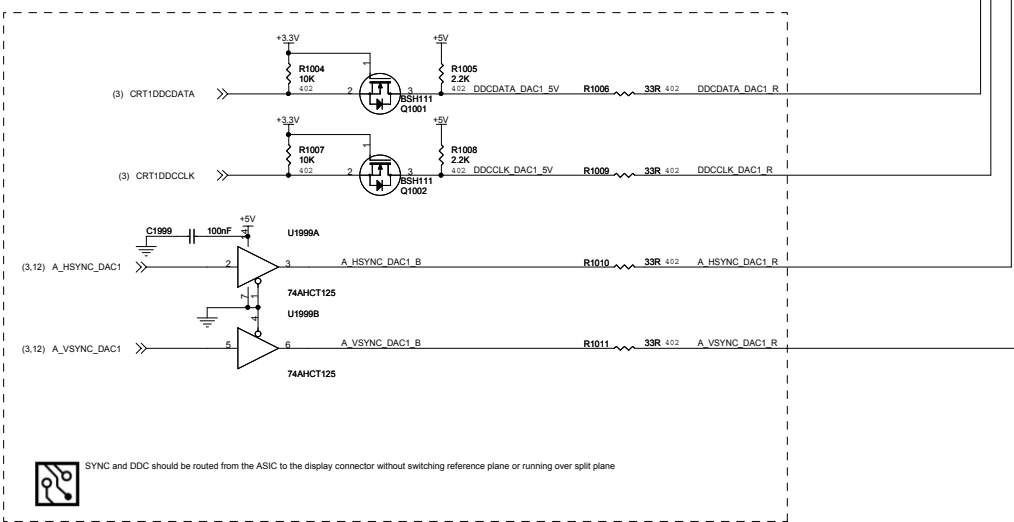 +3.3V
+5V
R1004
10K
402
1
R1005
2.2K
402
(3) CRT1DDCDATA
2
3
BSH111
Q1001
DDCDATA_DAC1_5V
R1006
33R 402
DDCDATA_DAC1_R
+3.3V
+5V
R1007
10K
402
1
R1008
2.2K
402
(3) CRT1DDCCLK
2
3
BSH111
Q1002
DDCCLK_DAC1_5V
R1009
33R 402
DDCCLK_DAC1_R
+5V
C1999
100nF
14
U1999A
(3,12) A_HSYNC_DAC1
2
3
A_HSYNC_DAC1_B
R1010
33R 402
A_HSYNC_DAC1_R
7
1
74AHCT125
4
U1999B
(3,12) A_VSYNC_DAC1
5
6
A_VSYNC_DAC1_B
R1011
33R 402
A_VSYNC_DAC1_R
74AHCT125
SYNC and DDC should be routed from the ASIC to the display connector without switching reference plane or running over split plane